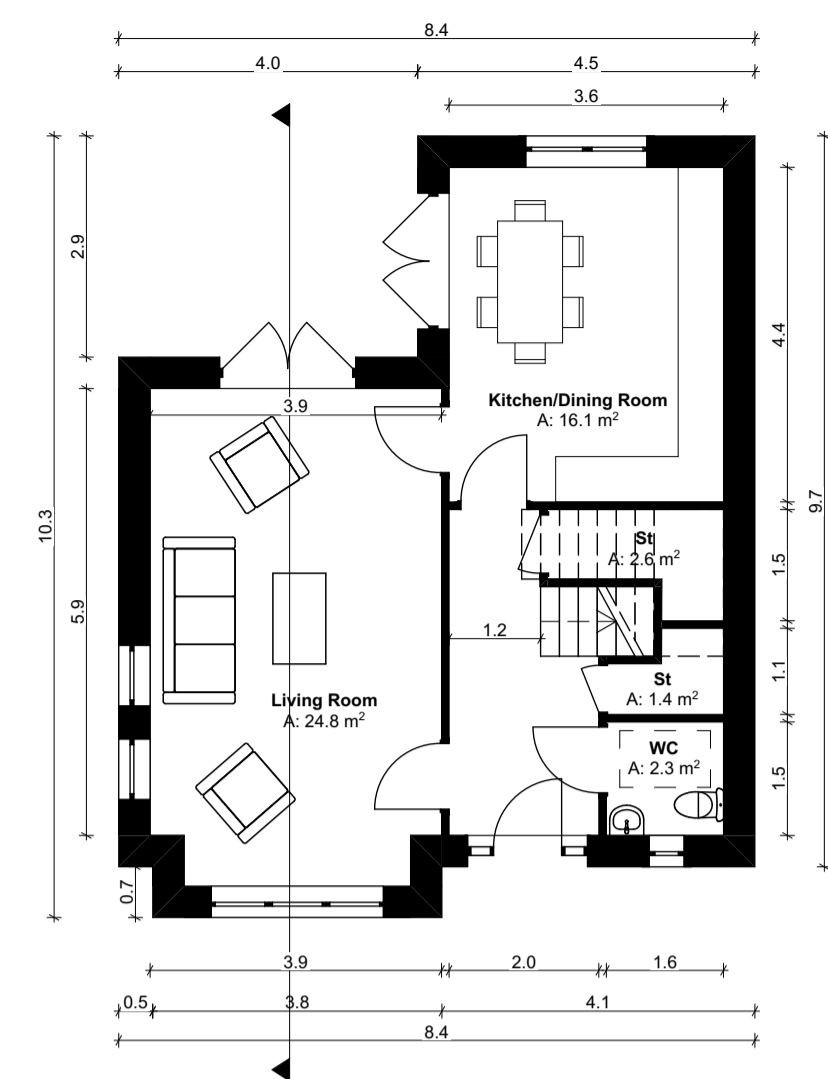 8.4
4.0
4.5
3.6
2.9
4.4
3.9
Kitchen/Dining Room
A: 16.1 m²
10.3
9.7
5.9
St
A: 2.6 m²
1.5
1.2
1.1
St
A: 1.4 m²
Living Room
A: 24.8 m²
WC
A: 2.3 m²
1.5
0.7
3.9
2.0
1.6
0.5
3.8
4.1
8.4